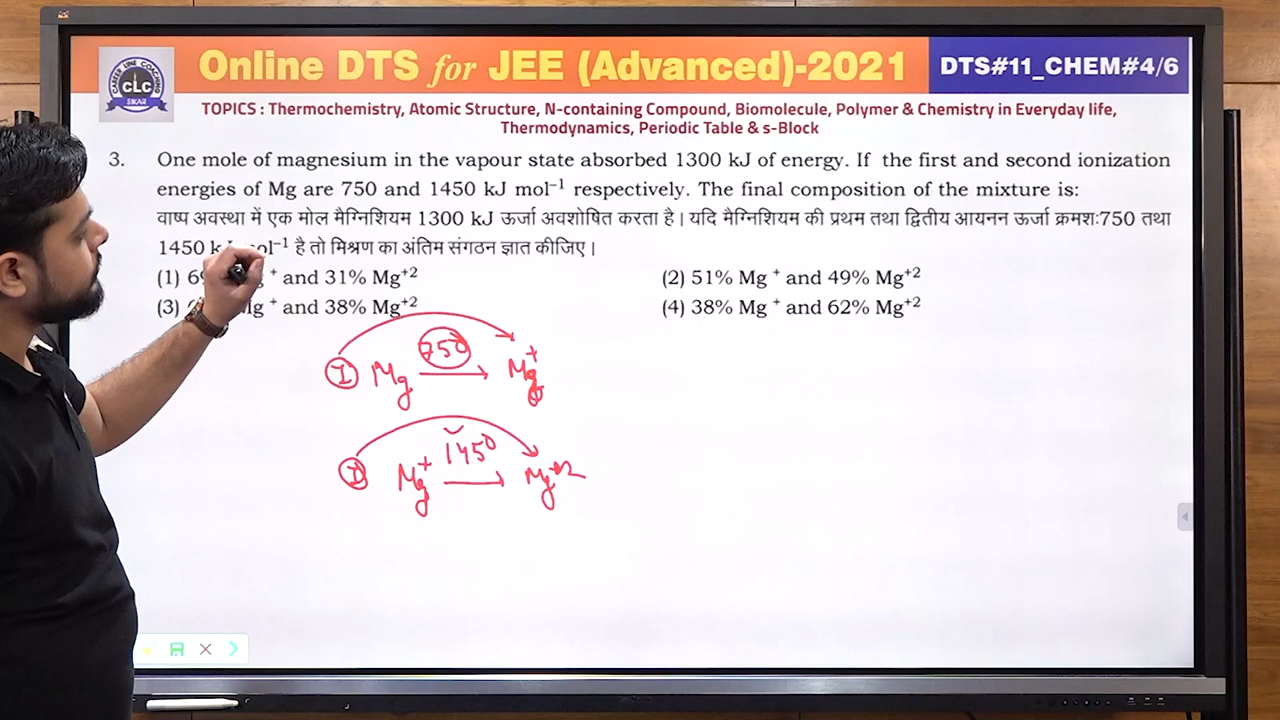 Online DTS for JEE (Advanced)-2021
DTS#11_CHEM#4/6
CAREER LINE COACHING
CLC
SIKAR
TOPICS : Thermochemistry, Atomic Structure, N-containing Compound, Biomolecule, Polymer & Chemistry in Everyday life,
Thermodynamics, Periodic Table & s-Block
3. One mole of magnesium in the vapour state absorbed 1300 kJ of energy. If the first and second ionization
energies of Mg are 750 and 1450 kJ mol⁻¹ respectively. The final composition of the mixture is:
वाष्प अवस्था में एक मोल मैग्निशियम 1300 kJ ऊर्जा अवशोषित करता है। यदि मैग्निशियम की प्रथम तथा द्वितीय आयनन ऊर्जा क्रमशः750 तथा
1450 है तो मिश्रण का अंतिम संगठन ज्ञात कीजिए।
(1) + and 31% Mg⁺²
(2) 51% Mg ⁺ and 49% Mg⁺²
(3) Mg ⁺ and 38% Mg⁺²
(4) 38% Mg ⁺ and 62% Mg⁺²
I Mg 750 → Mg⁺
II Mg⁺ 1450 → Mg⁺²